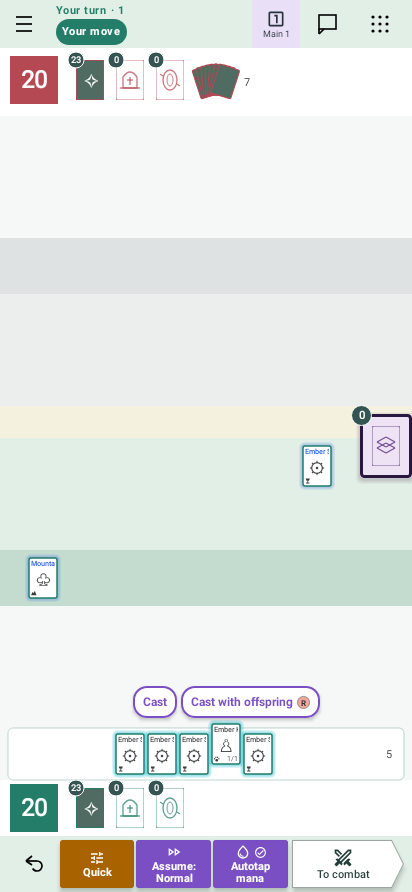 Your turn · 1
Your move
1
Main 1
20
23
0
0
7
0
Ember
Mounta
Cast
Cast with offspring R
Ember
Ember
Ember
Ember
Ember
1/1
5
20
23
0
0
Quick
Assume:
Normal
Autotap
mana
To combat